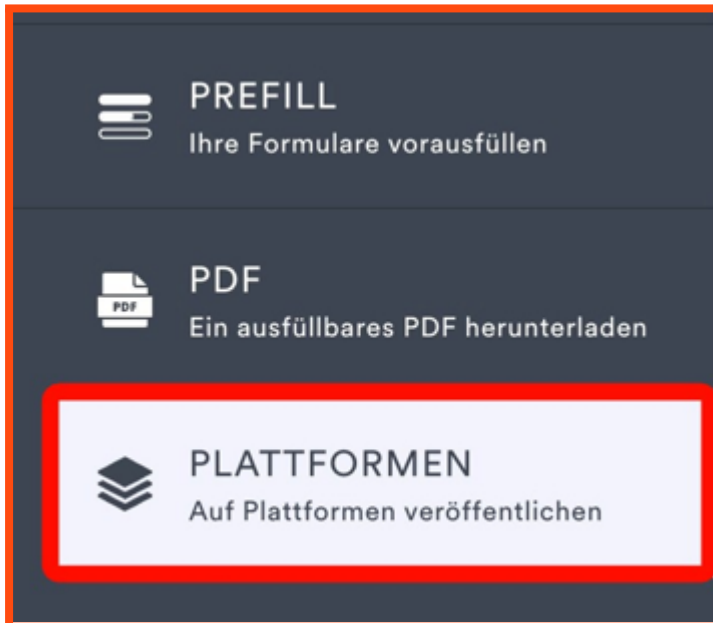 PREFILL
Ihre Formulare vorausfüllen
PDF
PDF
Ein ausfüllbares PDF herunterladen
PLATTFORMEN
Auf Plattformen veröffentlichen